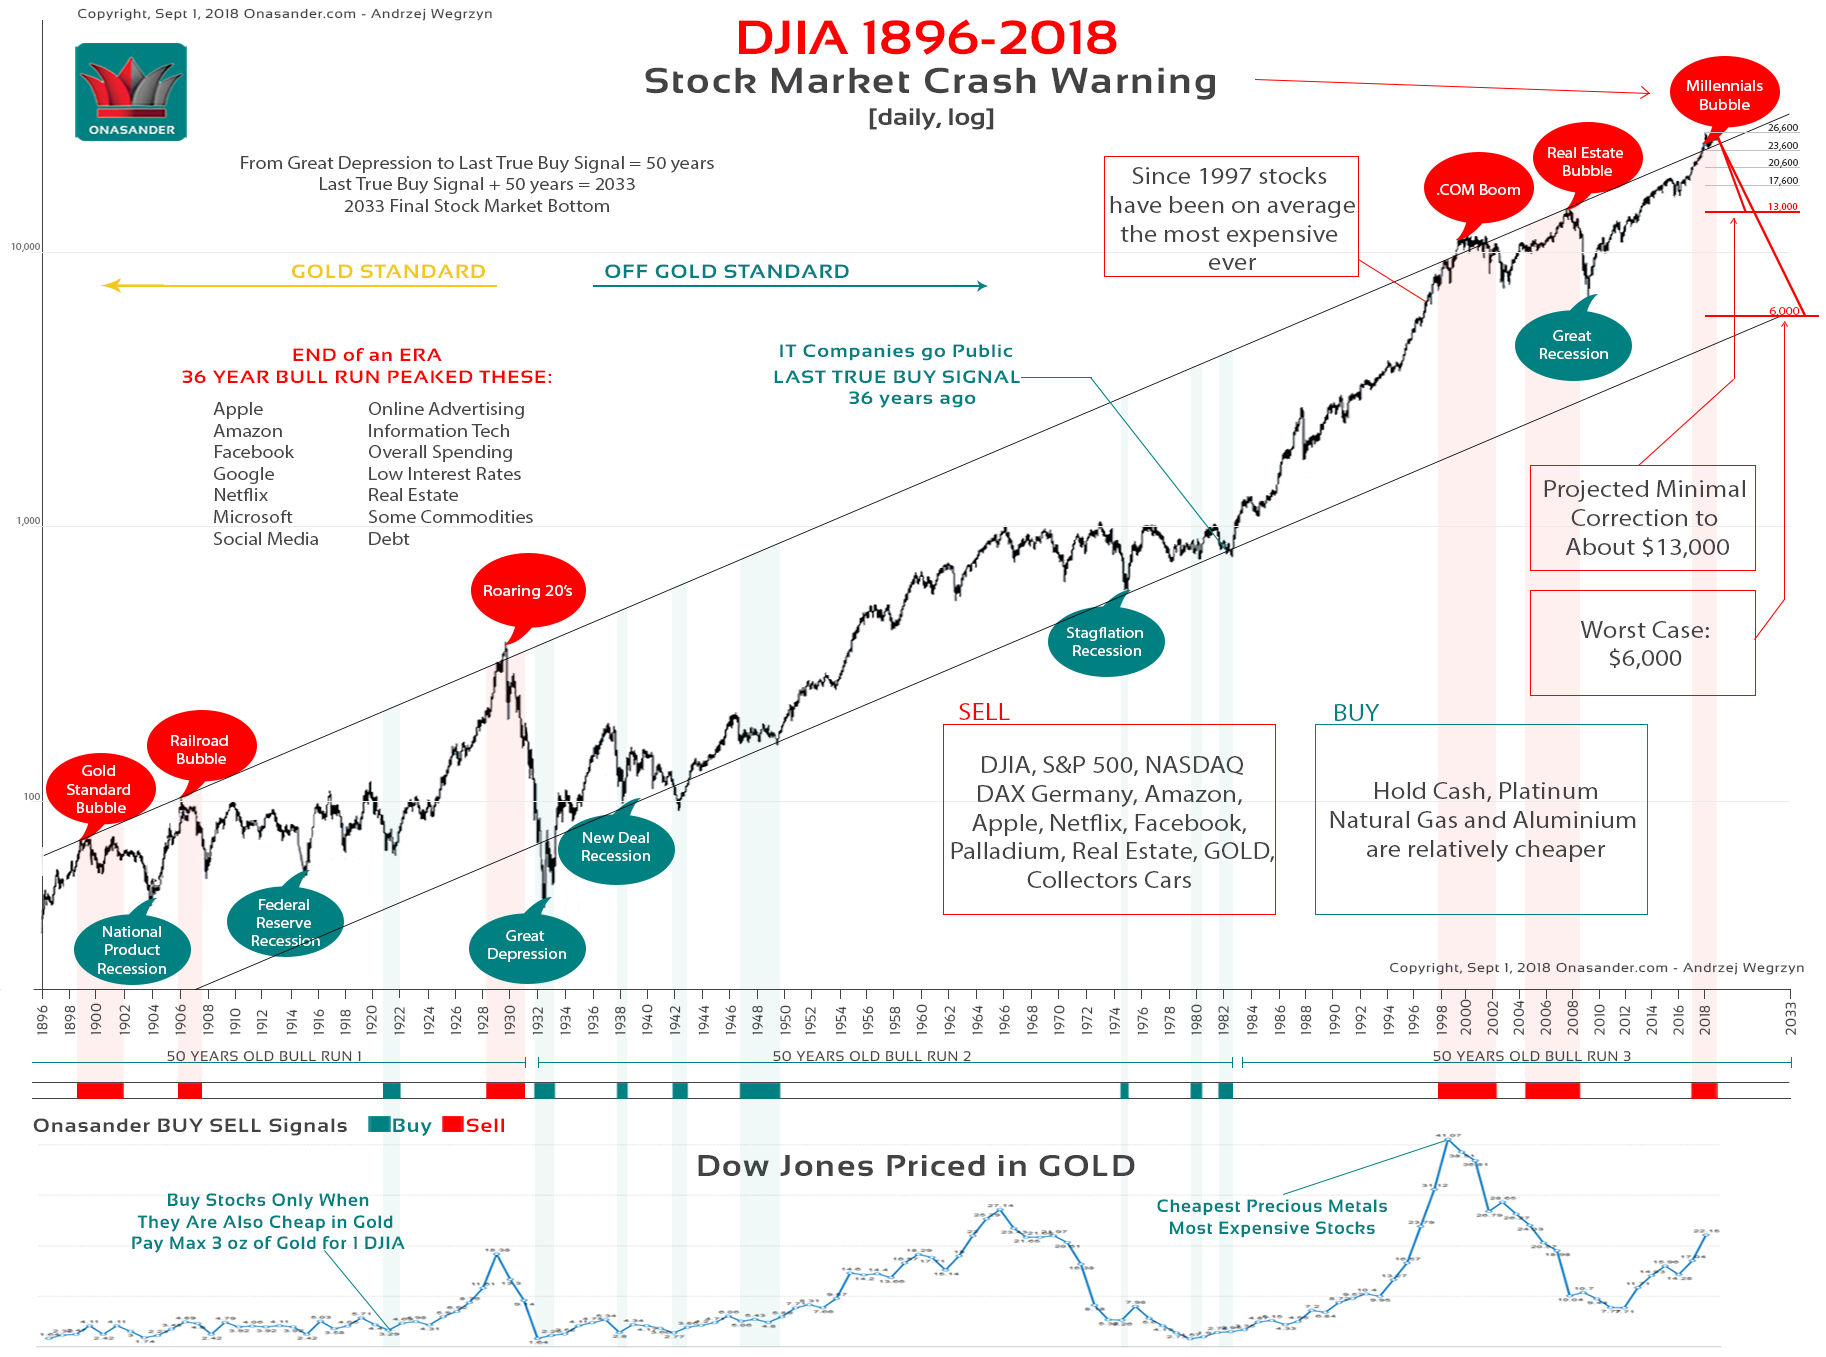 Copyright, Sept 1, 2018 Onasander.com - Andrzej Wegrzyn
ONASANDER
DJIA 1896-2018
Stock Market Crash Warning
[daily, log]
From Great Depression to Last True Buy Signal = 50 years
Last True Buy Signal + 50 years = 2033
2033 Final Stock Market Bottom
GOLD STANDARD
OFF GOLD STANDARD
END of an ERA
36 YEAR BULL RUN PEAKED THESE:
Apple
Amazon
Facebook
Google
Netflix
Microsoft
Social Media
Online Advertising
Information Tech
Overall Spending
Low Interest Rates
Real Estate
Some Commodities
Debt
IT Companies go Public
LAST TRUE BUY SIGNAL
36 years ago
Since 1997 stocks
have been on average
the most expensive
ever
.COM Boom
Real Estate
Bubble
Millennials
Bubble
26,600
23,600
20,600
17,600
13,000
6,000
Great
Recession
10,000
1,000
100
Projected Minimal
Correction to
About $13,000
Worst Case:
$6,000
Gold
Standard
Bubble
Railroad
Bubble
Roaring 20's
National
Product
Recession
Federal
Reserve
Recession
Great
Depression
New Deal
Recession
Stagflation
Recession
SELL
DJIA, S&P 500, NASDAQ
DAX Germany, Amazon,
Apple, Netflix, Facebook,
Palladium, Real Estate, GOLD,
Collectors Cars
BUY
Hold Cash, Platinum
Natural Gas and Aluminium
are relatively cheaper
Copyright, Sept 1, 2018 Onasander.com - Andrzej Wegrzyn
1896 1898 1900 1902 1904 1906 1908 1910 1912 1914 1916 1918 1920 1922 1924 1926 1928 1930 1932 1934 1936 1938 1940 1942 1944 1946 1948 1950 1952 1954 1956 1958 1960 1962 1964 1966 1968 1970 1972 1974 1976 1978 1980 1982 1984 1986 1988 1990 1992 1994 1996 1998 2000 2002 2004 2006 2008 2010 2012 2014 2016 2018 2033
50 YEARS OLD BULL RUN 1
50 YEARS OLD BULL RUN 2
50 YEARS OLD BULL RUN 3
Onasander BUY SELL Signals
Buy
Sell
Dow Jones Priced in GOLD
Buy Stocks Only When
They Are Also Cheap in Gold
Pay Max 3 oz of Gold for 1 DJIA
Cheapest Precious Metals
Most Expensive Stocks
27.14
22.15